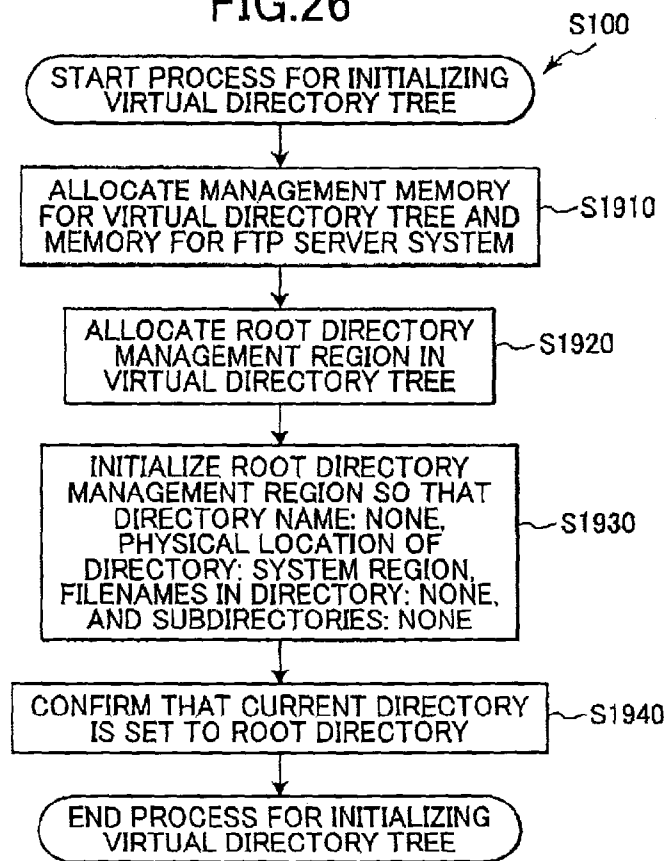 FIG.26
S100
START PROCESS FOR INITIALIZING
VIRTUAL DIRECTORY TREE
ALLOCATE MANAGEMENT MEMORY
FOR VIRTUAL DIRECTORY TREE AND
MEMORY FOR FTP SERVER SYSTEM
S1910
ALLOCATE ROOT DIRECTORY
MANAGEMENT REGION IN
VIRTUAL DIRECTORY TREE
S1920
INITIALIZE ROOT DIRECTORY
MANAGEMENT REGION SO THAT
DIRECTORY NAME: NONE,
PHYSICAL LOCATION OF
DIRECTORY: SYSTEM REGION,
FILENAMES IN DIRECTORY: NONE,
AND SUBDIRECTORIES: NONE
S1930
CONFIRM THAT CURRENT DIRECTORY
IS SET TO ROOT DIRECTORY
S1940
END PROCESS FOR INITIALIZING
VIRTUAL DIRECTORY TREE